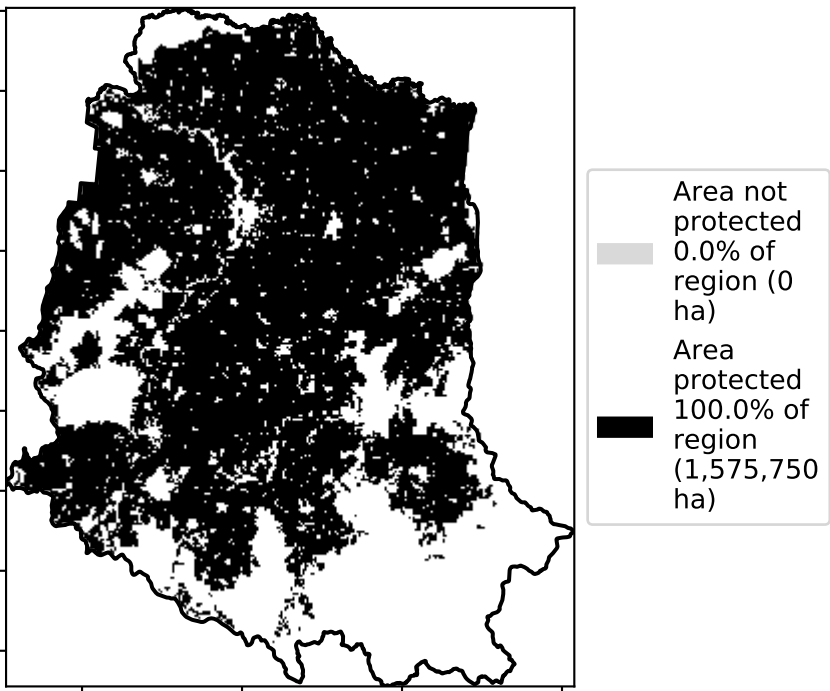 Area not
protected
0.0% of
region (0
ha)
Area
protected
100.0% of
region
(1,575,750
ha)